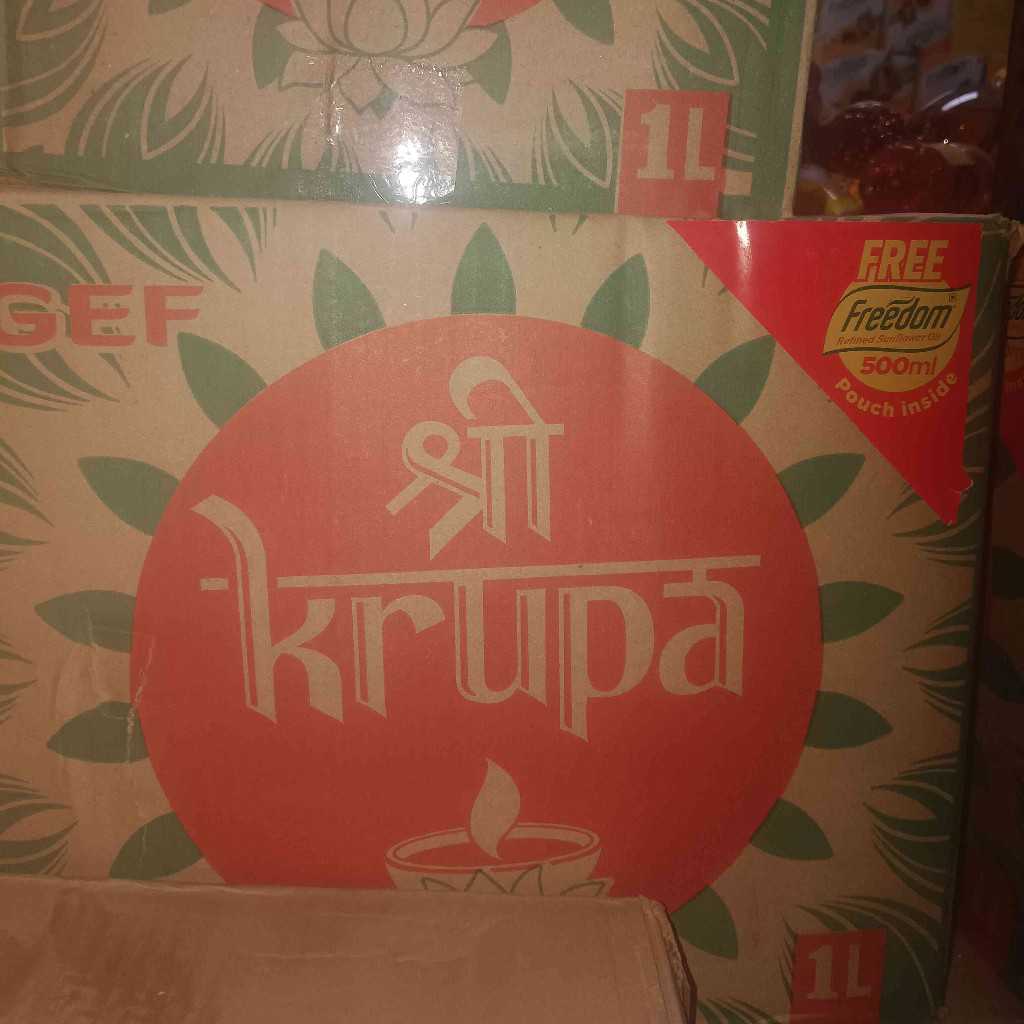 1L
GEF
FREE
Freedom
Refined Sunflower Oil
500ml
Pouch inside
श्री
krupa
1L